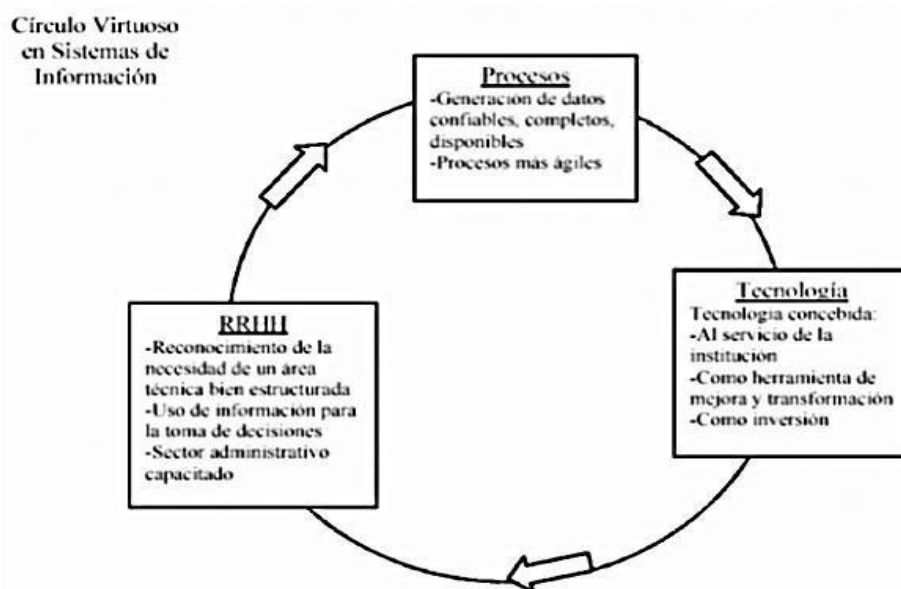 Círculo Virtuoso
en Sistemas de
Información
Procesos
-Generación de datos
confiables, completos,
disponibles
-Procesos más ágiles
Tecnología
Tecnología concebida:
-Al servicio de la
institución
-Como herramienta de
mejora y transformación
-Como inversión
RRHH
-Reconocimiento de la
necesidad de un área
técnica bien estructurada
-Uso de información para
la toma de decisiones
-Sector administrativo
capacitado